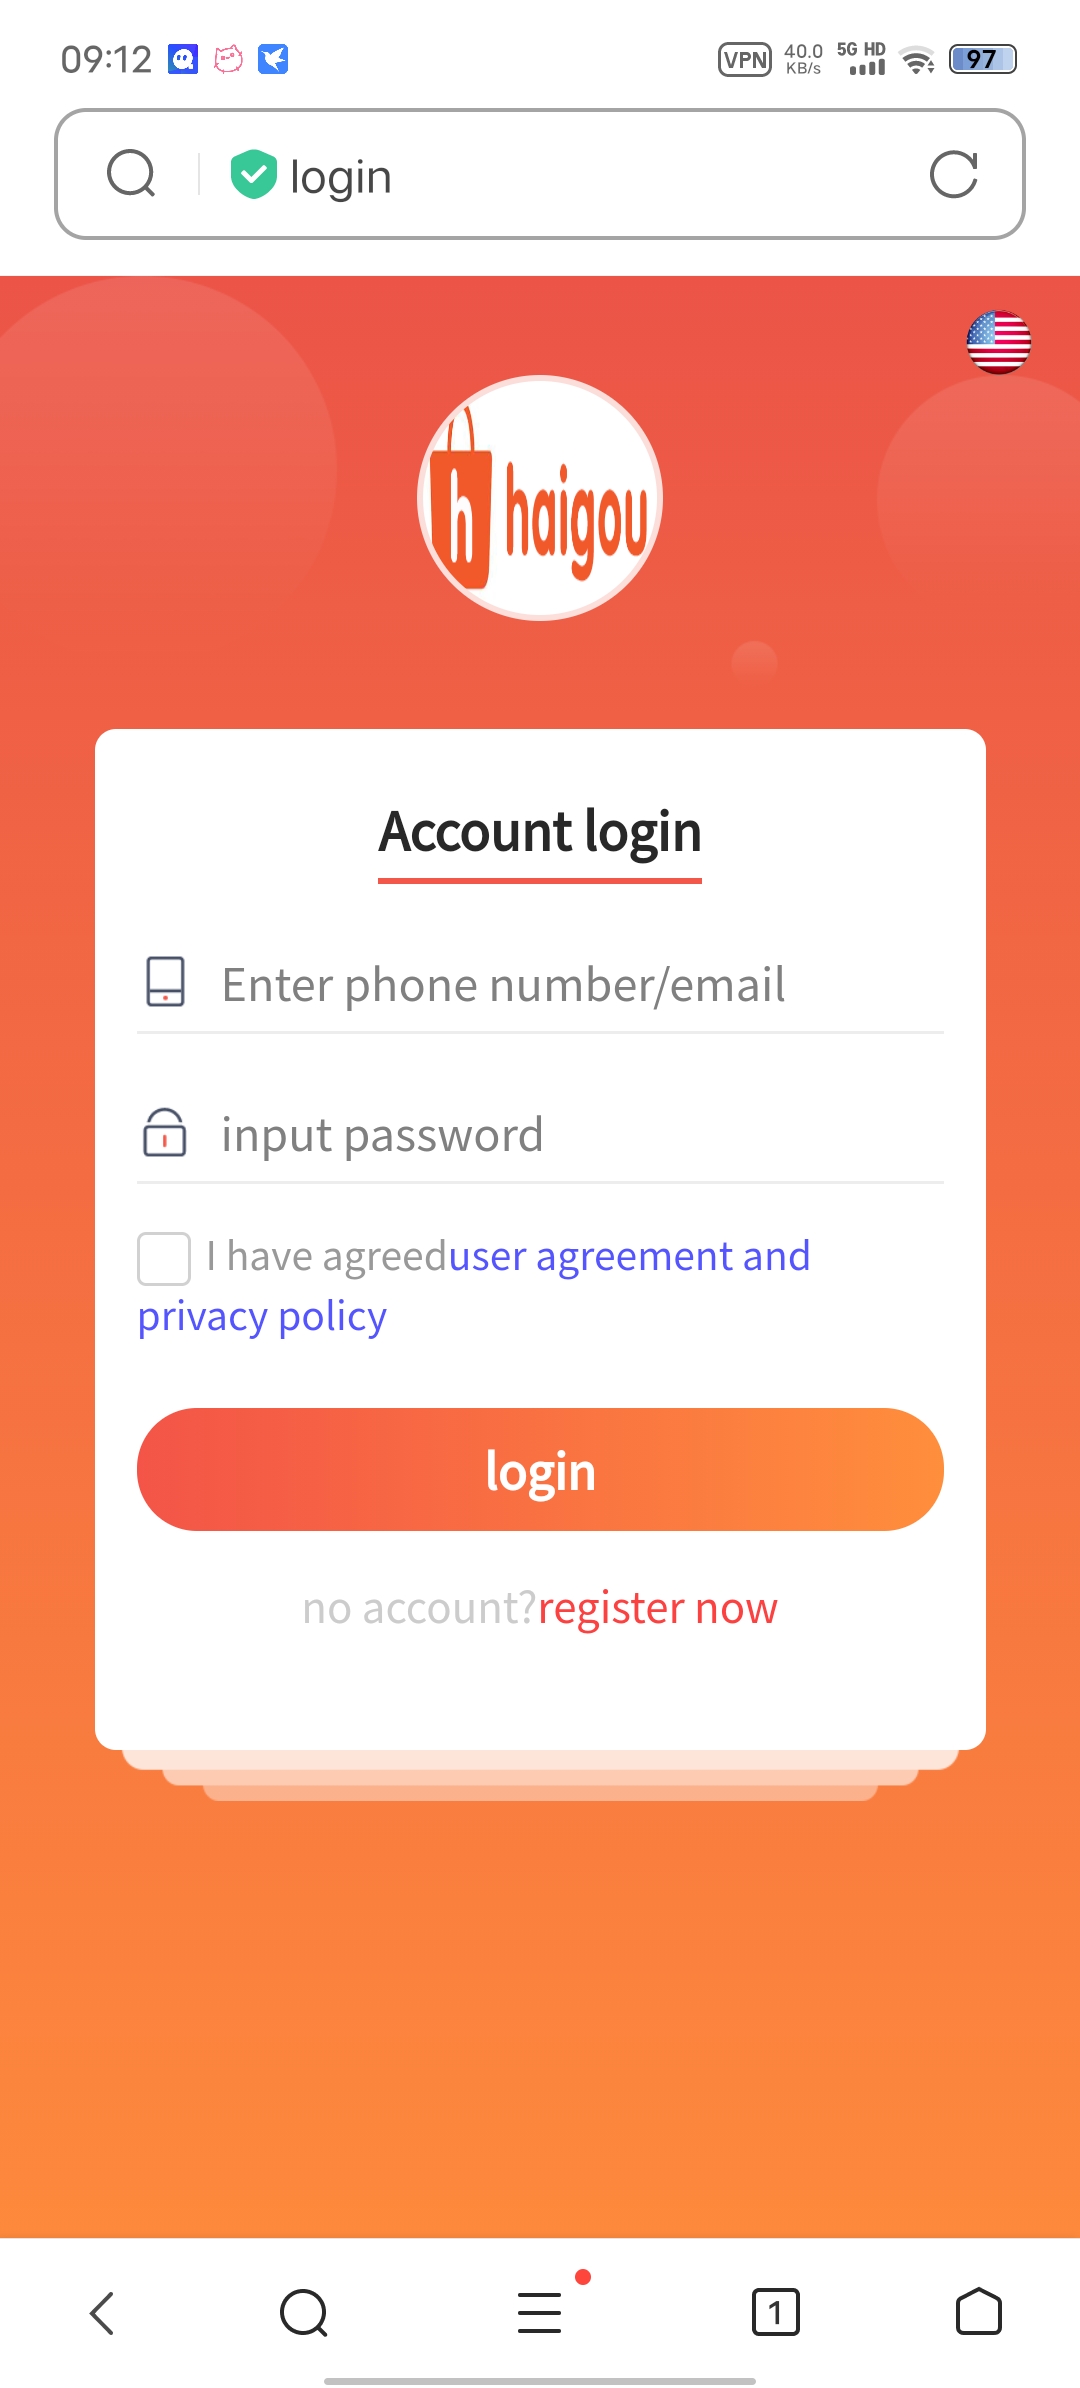 09:12 VPN 40.0 KB/s 5G HD 97
login
h haigou
Account login
Enter phone number/email
input password
I have agreeduser agreement and
privacy policy
login
no account?register now
1